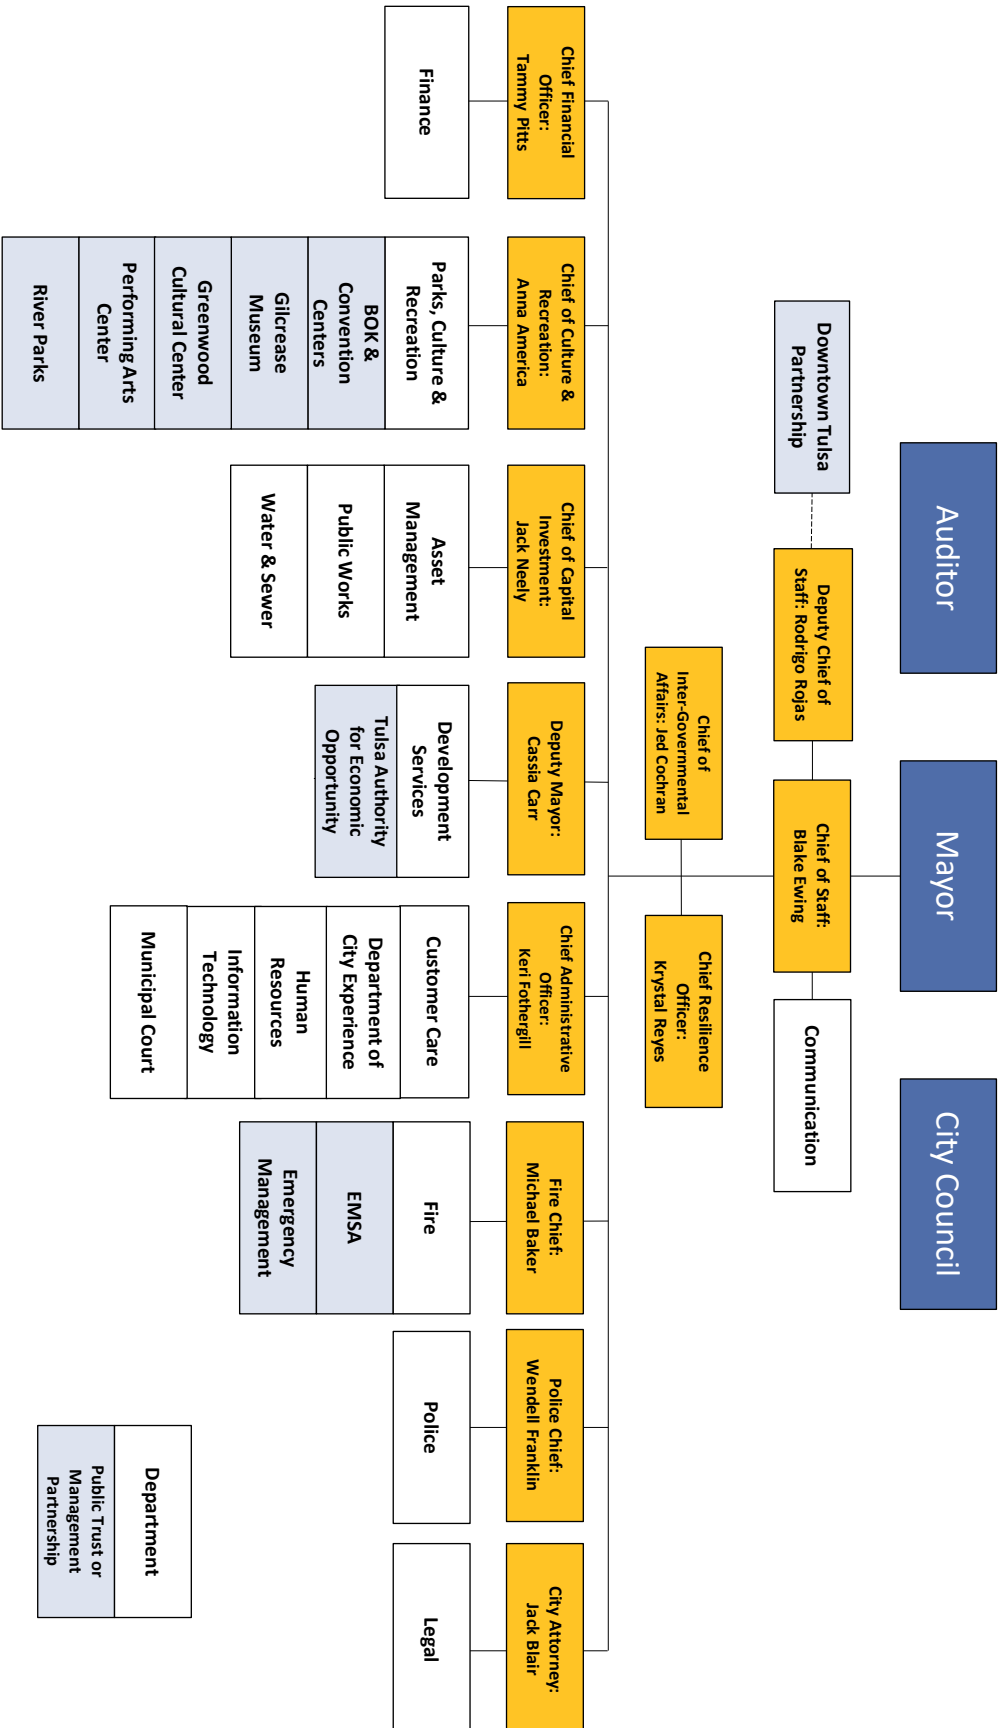 Auditor
Mayor
City Council
Downtown Tulsa
Partnership
Deputy Chief of
Staff: Rodrigo Rojas
Chief of Staff:
Blake Ewing
Communication
Chief of
Inter-Governmental
Affairs: Jed Cochran
Chief Resilience
Officer:
Krystal Reyes
Chief Financial
Officer:
Tammy Pitts
Chief of Culture &
Recreation:
Anna America
Chief of Capital
Investment:
Jack Neely
Deputy Mayor:
Cassia Carr
Chief Administrative
Officer:
Keri Fothergill
Fire Chief:
Michael Baker
Police Chief:
Wendell Franklin
City Attorney:
Jack Blair
Finance
Parks, Culture &
Recreation
BOK &
Convention
Centers
Gilcrease
Museum
Greenwood
Cultural Center
Performing Arts
Center
River Parks
Asset
Management
Public Works
Water & Sewer
Development
Services
Tulsa Authority
for Economic
Opportunity
Customer Care
Department of
City Experience
Human
Resources
Information
Technology
Municipal Court
Fire
EMSA
Emergency
Management
Police
Legal
Department
Public Trust or
Management
Partnership